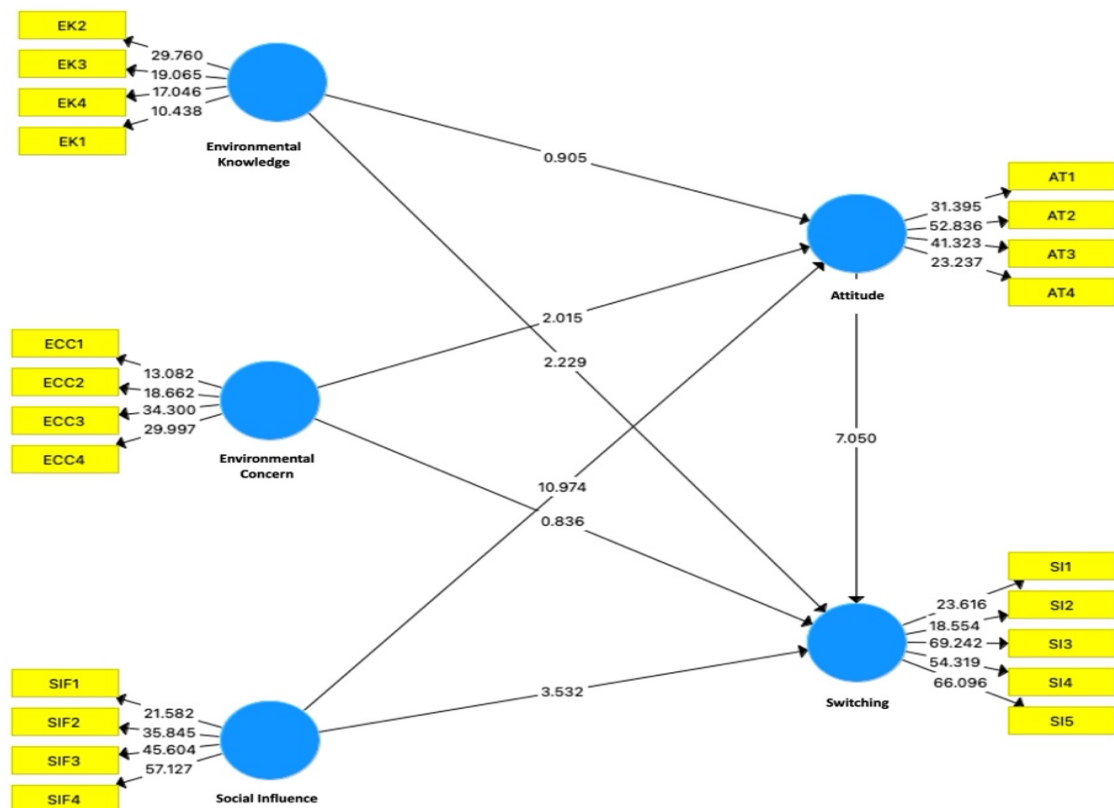 EK2
EK3
EK4
EK1
29.760
19.065
17.046
10.438
Environmental
Knowledge
0.905
AT1
AT2
AT3
AT4
31.395
52.836
41.323
23.237
Attitude
2.015
2.229
ECC1
ECC2
ECC3
ECC4
13.082
18.662
34.300
29.997
Environmental
Concern
7.050
10.974
0.836
SI1
SI2
SI3
SI4
SI5
23.616
18.554
69.242
54.319
66.096
Switching
3.532
SIF1
SIF2
SIF3
SIF4
21.582
35.845
45.604
57.127
Social Influence